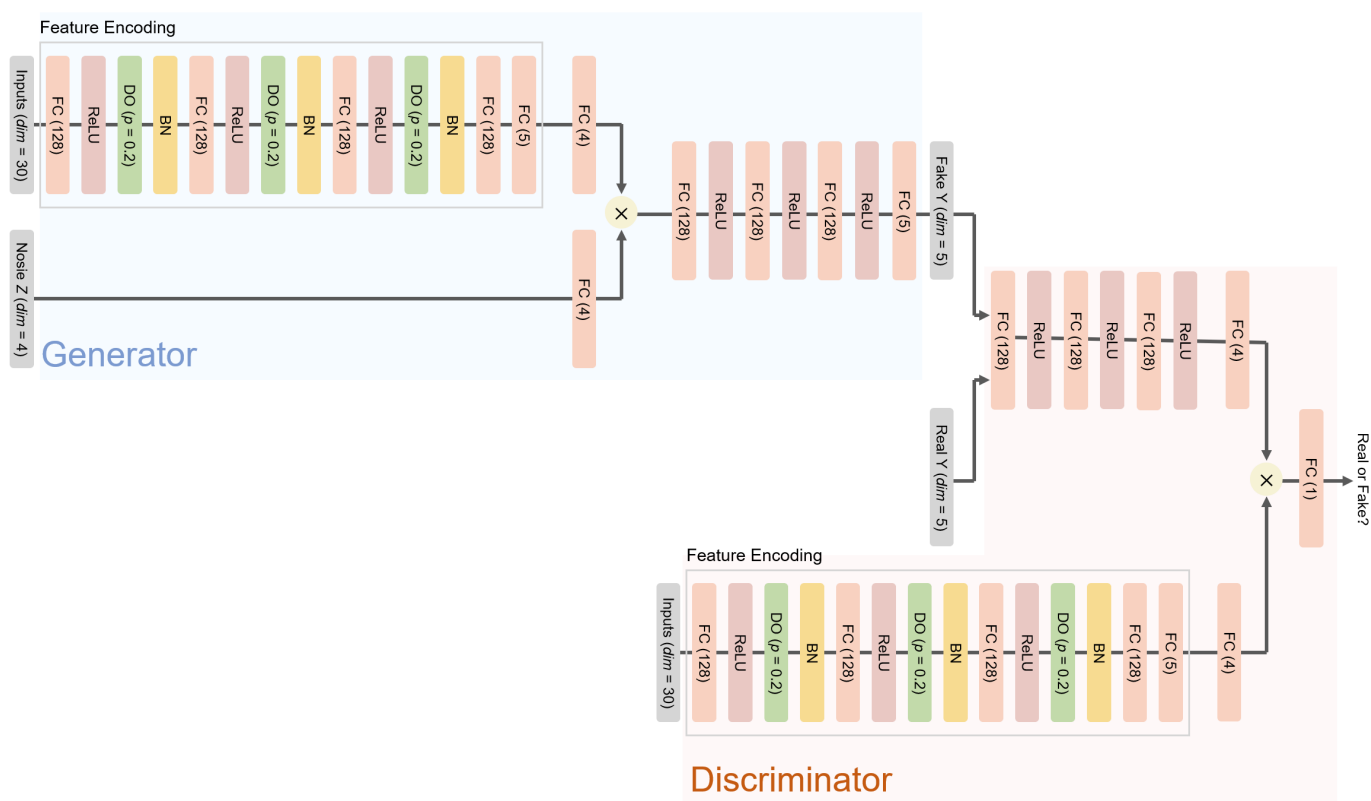 Feature Encoding
Inputs (dim = 30)
FC (128)
ReLU
DO (p = 0.2)
BN
FC (128)
ReLU
DO (p = 0.2)
BN
FC (128)
ReLU
DO (p = 0.2)
BN
FC (128)
FC (5)
FC (4)
×
Nosie Z (dim = 4)
FC (4)
Generator
FC (128)
ReLU
FC (128)
ReLU
FC (128)
ReLU
FC (5)
Fake Y (dim = 5)
Real Y (dim = 5)
FC (128)
ReLU
FC (128)
ReLU
FC (128)
ReLU
FC (4)
×
FC (1)
Real or Fake?
Feature Encoding
Inputs (dim = 30)
FC (128)
ReLU
DO (p = 0.2)
BN
FC (128)
ReLU
DO (p = 0.2)
BN
FC (128)
ReLU
DO (p = 0.2)
BN
FC (128)
FC (5)
FC (4)
Discriminator